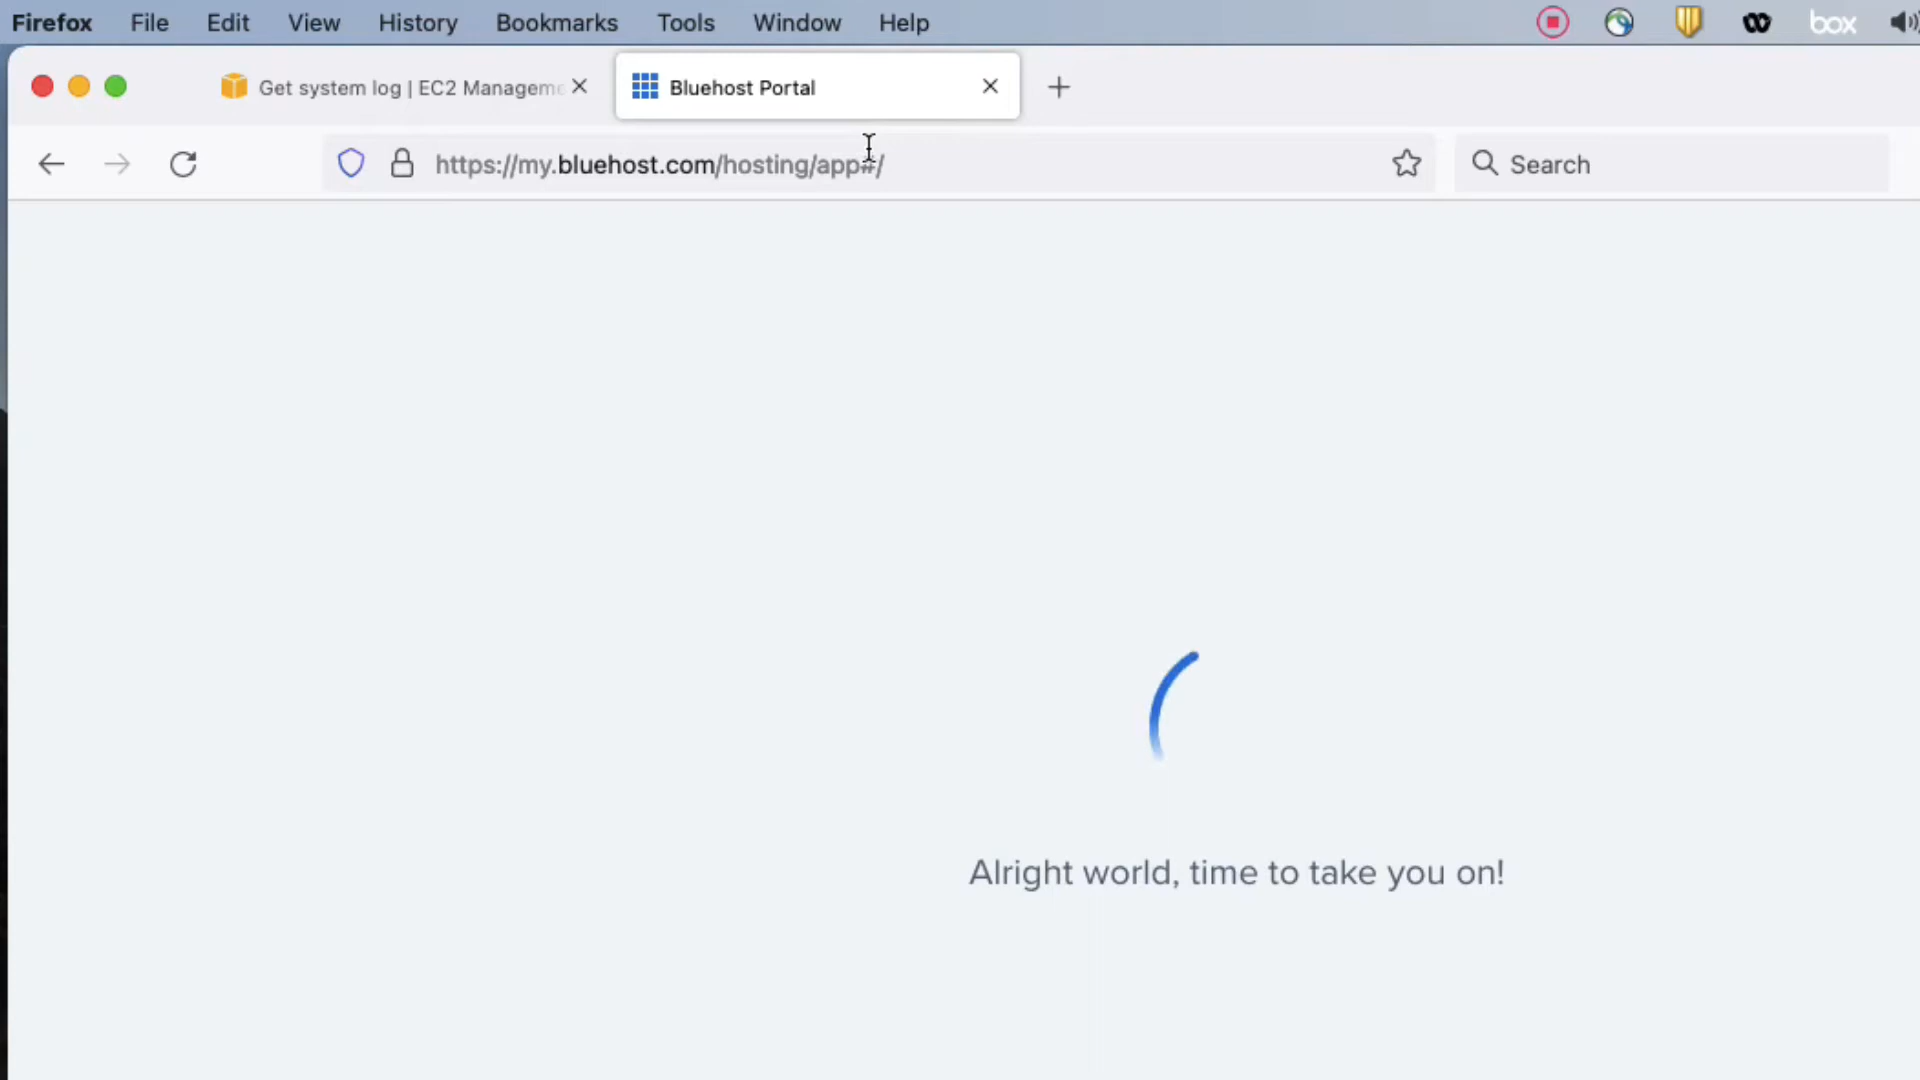 Firefox File Edit View History Bookmarks Tools Window Help box
Get system log | EC2 Manageme Bluehost Portal
https://my.bluehost.com/hosting/app#/ Search
Alright world, time to take you on!